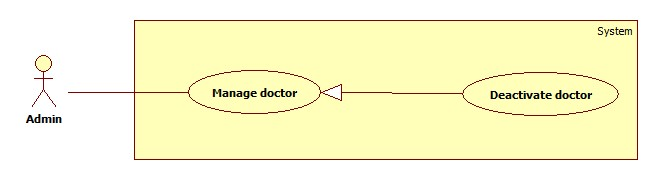 System
Manage doctor
Deactivate doctor
Admin